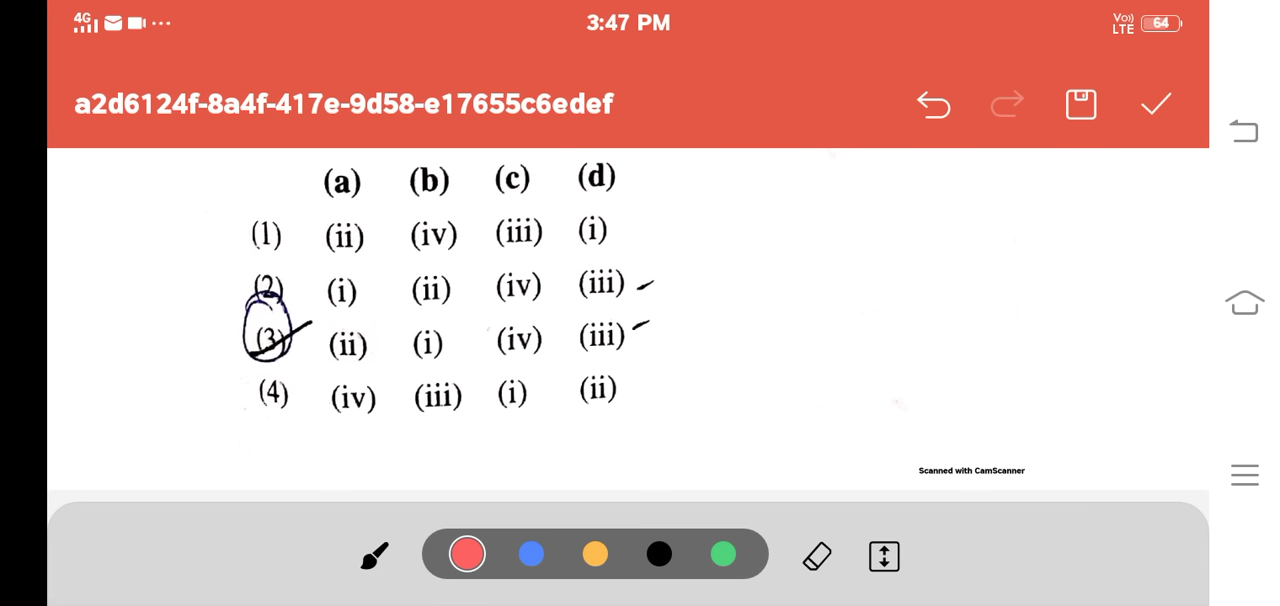 4G 3:47 PM Vo)) LTE 64
a2d6124f-8a4f-417e-9d58-e17655c6edef
(a) (b) (c) (d)
(1) (ii) (iv) (iii) (i)
(2) (i) (ii) (iv) (iii)
(3) (ii) (i) (iv) (iii)
(4) (iv) (iii) (i) (ii)
Scanned with CamScanner